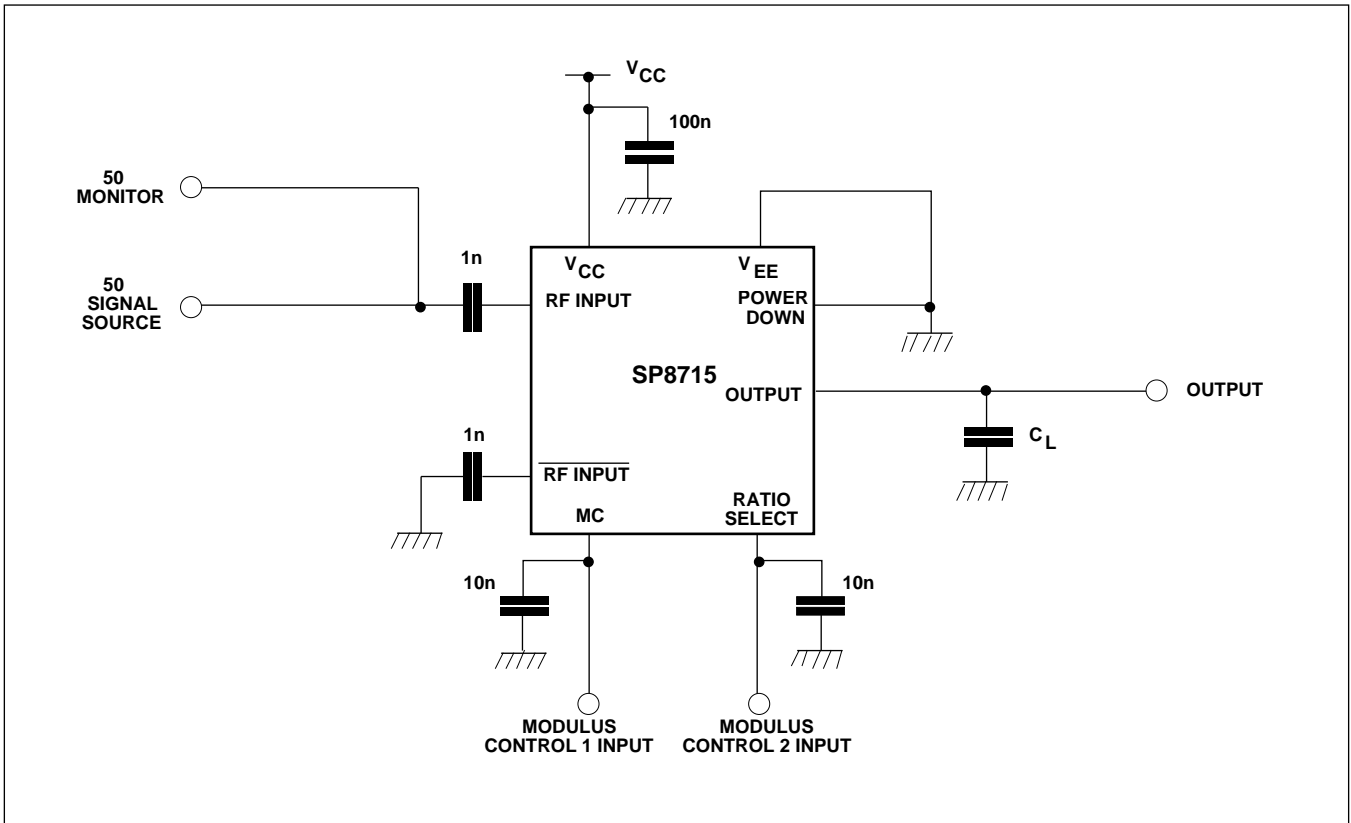 VCC
100n
50
MONITOR
1n
50
SIGNAL
SOURCE
VCC
VEE
RF INPUT
POWER
DOWN
SP8715
OUTPUT
OUTPUT
CL
1n
RF INPUT
MC
RATIO
SELECT
10n
10n
MODULUS
CONTROL 1 INPUT
MODULUS
CONTROL 2 INPUT